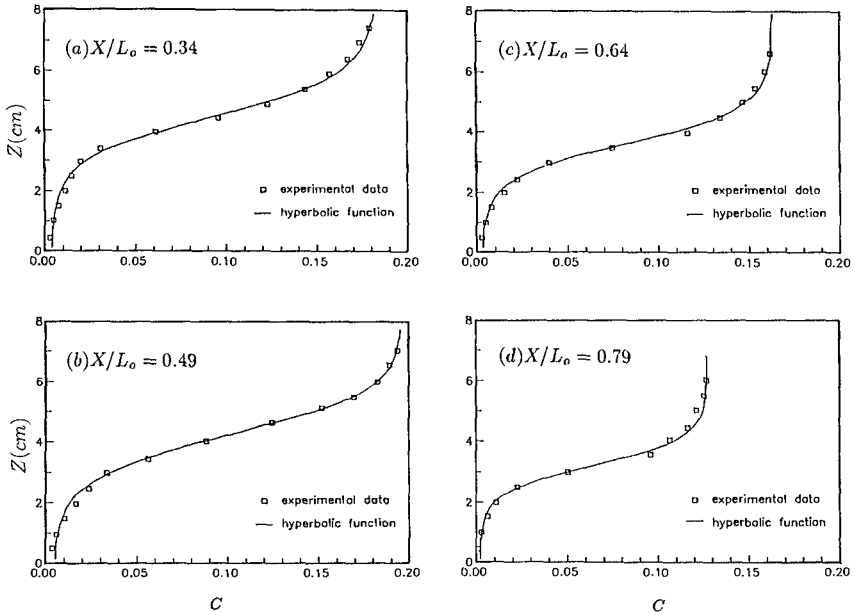 8
(a)X/L_o = 0.34
6
Z(cm)
4
2
experimental data
hyperbolic function
0
0.00 0.05 0.10 0.15 0.20
8
(c)X/L_o = 0.64
6
4
2
experimental data
hyperbolic function
0
0.00 0.05 0.10 0.15 0.20
8
(b)X/L_o = 0.49
6
Z(cm)
4
2
experimental data
hyperbolic function
0
0.00 0.05 0.10 0.15 0.20
C
8
(d)X/L_o = 0.79
6
4
2
experimental data
hyperbolic function
0
0.00 0.05 0.10 0.15 0.20
C